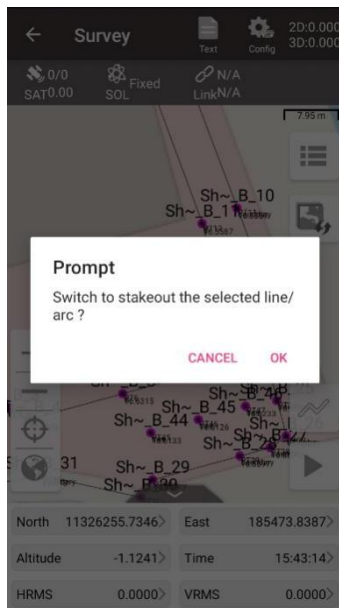 Survey
Text
Config
2D:0.000
3D:0.000
0/0
SAT0.00
Fixed
SOL
N/A
LinkN/A
7.95 m
Sh~_B_10
Sh~_B_1
Prompt
Switch to stakeout the selected line/
arc ?
CANCEL
OK
Sh~_B_45
Sh~_B_44
31
Sh~_B_29
North 11326255.7346
East 185473.8387
Altitude -1.1241
Time 15:43:14
HRMS 0.0000
VRMS 0.0000